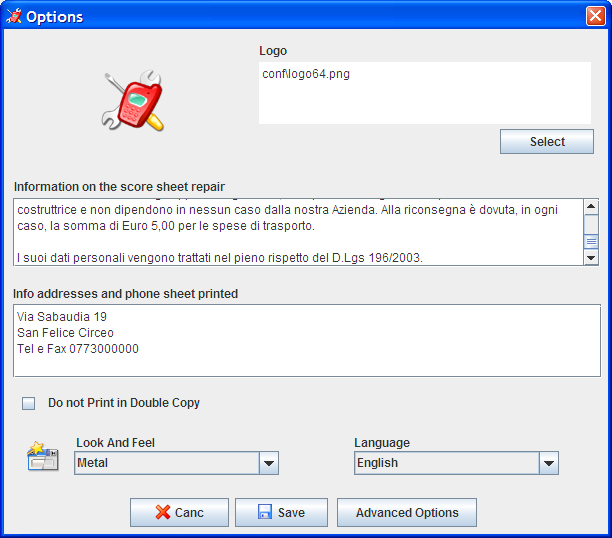 Options
Logo
conf\logo64.png
Select
Information on the score sheet repair
costruttrice e non dipendono in nessun caso dalla nostra Azienda. Alla riconsegna è dovuta, in ogni
caso, la somma di Euro 5,00 per le spese di trasporto.
I suoi dati personali vengono trattati nel pieno rispetto del D.Lgs 196/2003.
Info addresses and phone sheet printed
Via Sabaudia 19
San Felice Circeo
Tel e Fax 0773000000
Do not Print in Double Copy
Look And Feel
Language
Metal
English
Canc
Save
Advanced Options